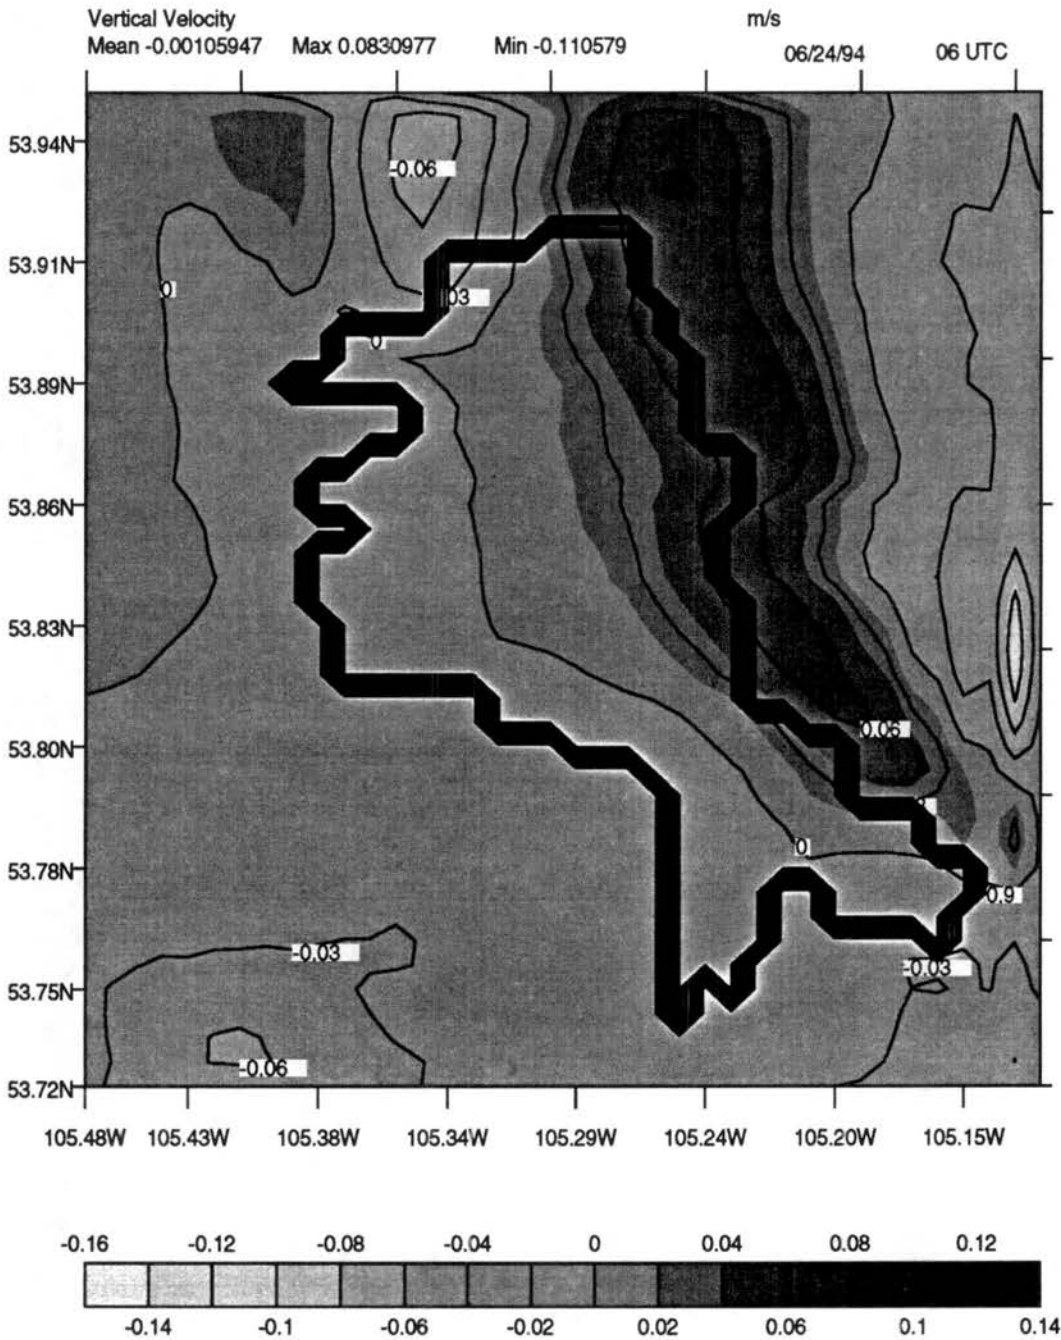 Vertical Velocity m/s
Mean -0.00105947 Max 0.0830977 Min -0.110579 06/24/94 06 UTC
53.94N
-0.06
53.91N
0
03
0
53.89N
53.86N
53.83N
0.06
53.80N
0
53.78N
0.9
-0.03
-0.03
53.75N
-0.06
53.72N
105.48W 105.43W 105.38W 105.34W 105.29W 105.24W 105.20W 105.15W
-0.16 -0.12 -0.08 -0.04 0 0.04 0.08 0.12
-0.14 -0.1 -0.06 -0.02 0.02 0.06 0.1 0.14